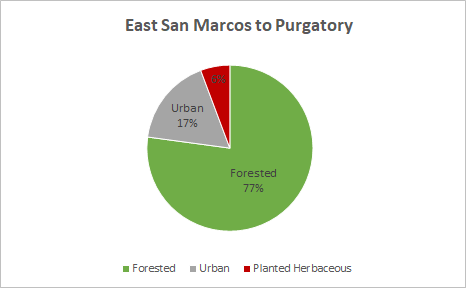 East San Marcos to Purgatory
6%
Urban
17%
Forested
77%
Forested Urban Planted Herbaceous